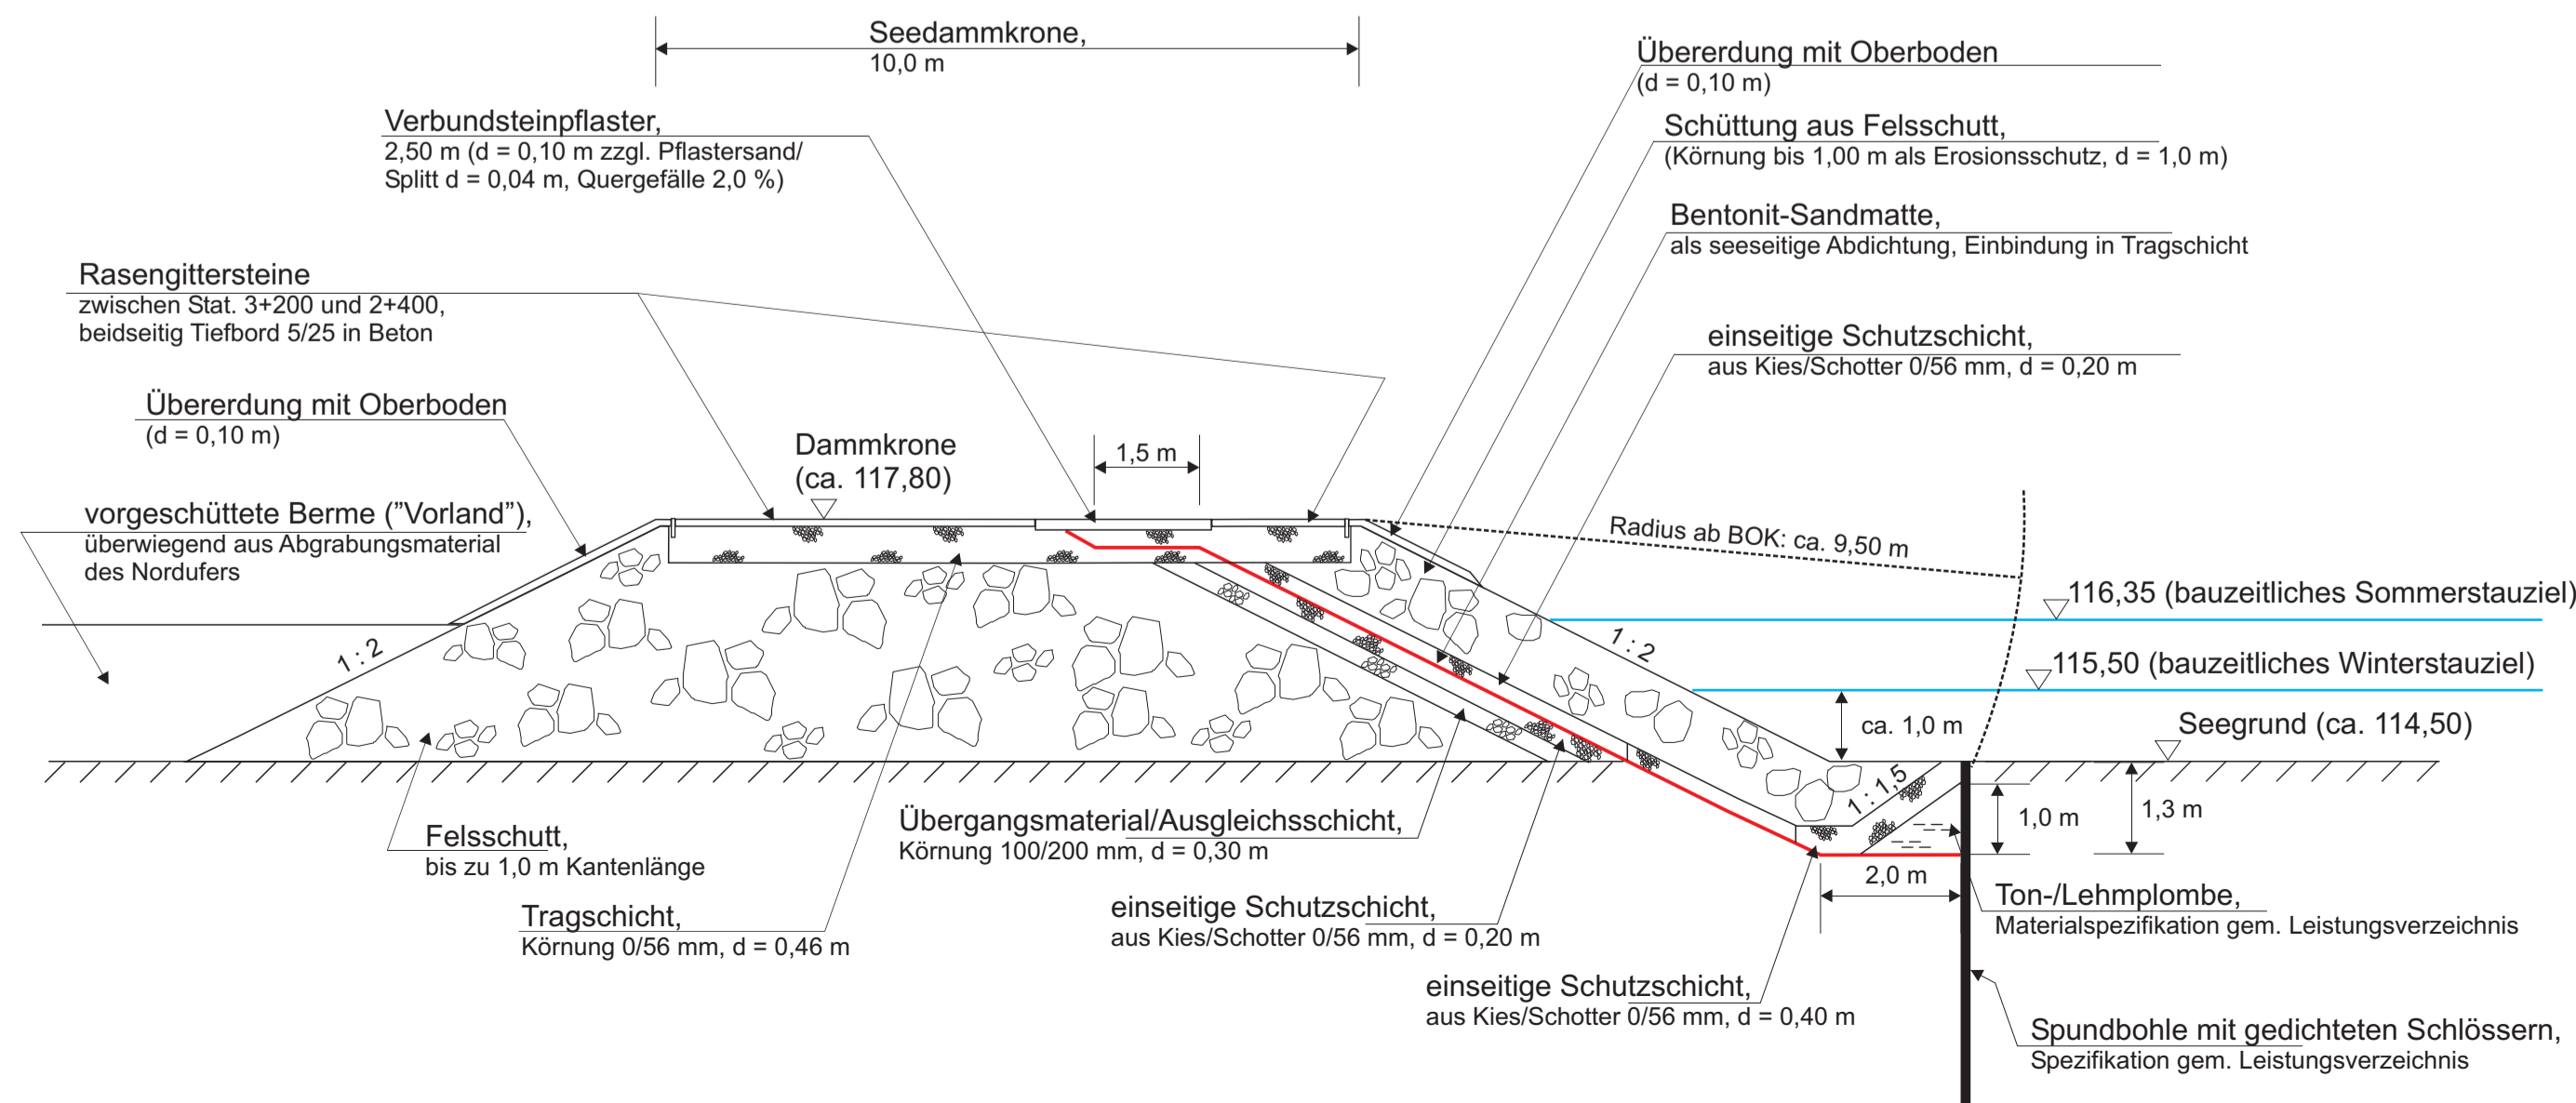 Seedammkrone,
10,0 m
Übererdung mit Oberboden
(d = 0,10 m)
Verbundsteinpflaster,
2,50 m (d = 0,10 m zzgl. Pflastersand/
Splitt d = 0,04 m, Quergefälle 2,0 %)
Schüttung aus Felsschutt,
(Körnung bis 1,00 m als Erosionsschutz, d = 1,0 m)
Bentonit-Sandmatte,
als seeseitige Abdichtung, Einbindung in Tragschicht
Rasengittersteine
zwischen Stat. 3+200 und 2+400,
beidseitig Tiefbord 5/25 in Beton
einseitige Schutzschicht,
aus Kies/Schotter 0/56 mm, d = 0,20 m
Übererdung mit Oberboden
(d = 0,10 m)
Dammkrone
(ca. 117,80)
1,5 m
vorgeschüttete Berme (”Vorland”),
überwiegend aus Abgrabungsmaterial
des Nordufers
Radius ab BOK: ca. 9,50 m
116,35 (bauzeitliches Sommerstauziel)
1 : 2
1 : 2
115,50 (bauzeitliches Winterstauziel)
ca. 1,0 m
Seegrund (ca. 114,50)
1 : 1,5
1,0 m
1,3 m
2,0 m
Felsschutt,
bis zu 1,0 m Kantenlänge
Übergangsmaterial/Ausgleichsschicht,
Körnung 100/200 mm, d = 0,30 m
Tragschicht,
Körnung 0/56 mm, d = 0,46 m
einseitige Schutzschicht,
aus Kies/Schotter 0/56 mm, d = 0,20 m
Ton-/Lehmplombe,
Materialspezifikation gem. Leistungsverzeichnis
einseitige Schutzschicht,
aus Kies/Schotter 0/56 mm, d = 0,40 m
Spundbohle mit gedichteten Schlössern,
Spezifikation gem. Leistungsverzeichnis